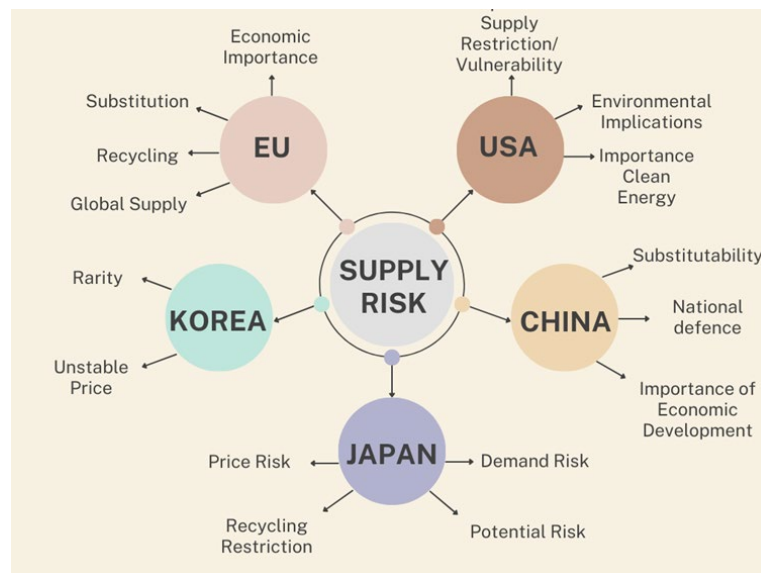 Economic
Importance
Substitution
Recycling
Global Supply
EU
Supply
Restriction/
Vulnerability
Environmental
Implications
Importance
Clean
Energy
USA
SUPPLY
RISK
Rarity
Unstable
Price
KOREA
CHINA
Substitutability
National
defence
Importance of
Economic
Development
JAPAN
Price Risk
Recycling
Restriction
Demand Risk
Potential Risk